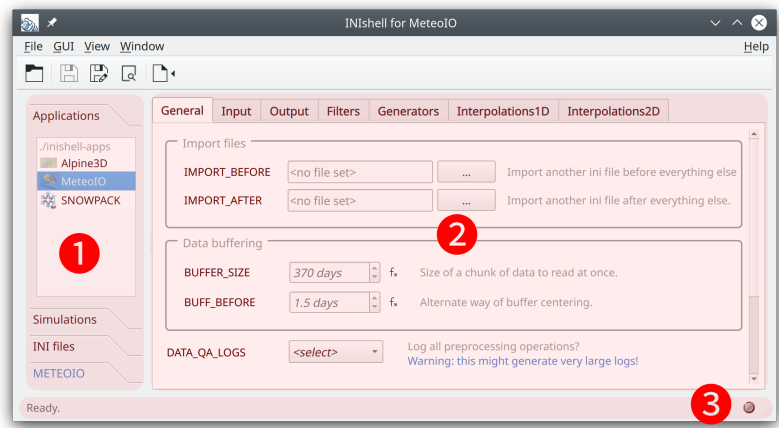 INIshell for MeteoIO
File GUI View Window Help
Applications
./inishell-apps
Alpine3D
MeteoIO
SNOWPACK
1
Simulations
INI files
METEOIO
General Input Output Filters Generators Interpolations1D Interpolations2D
Import files
IMPORT_BEFORE <no file set> ... Import another ini file before everything else
IMPORT_AFTER <no file set> ... Import another ini file after everything else.
2
Data buffering
BUFFER_SIZE 370 days fx Size of a chunk of data to read at once.
BUFF_BEFORE 1.5 days fx Alternate way of buffer centering.
DATA_QA_LOGS <select> Log all preprocessing operations?
Warning: this might generate very large logs!
Ready. 3